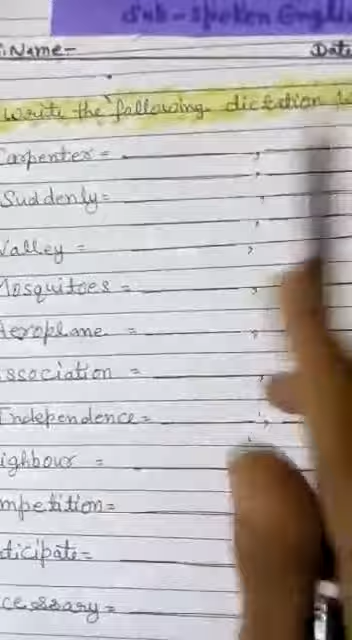 Sub-Spoken English
Name-
Date
Write the following dictation
Carpenter=
Suddenly=
Valley =
Mosquitoes =
Aeroplane =
ssociation =
Independence=
ighbour =
mpetition=
ticipate=
cessary=